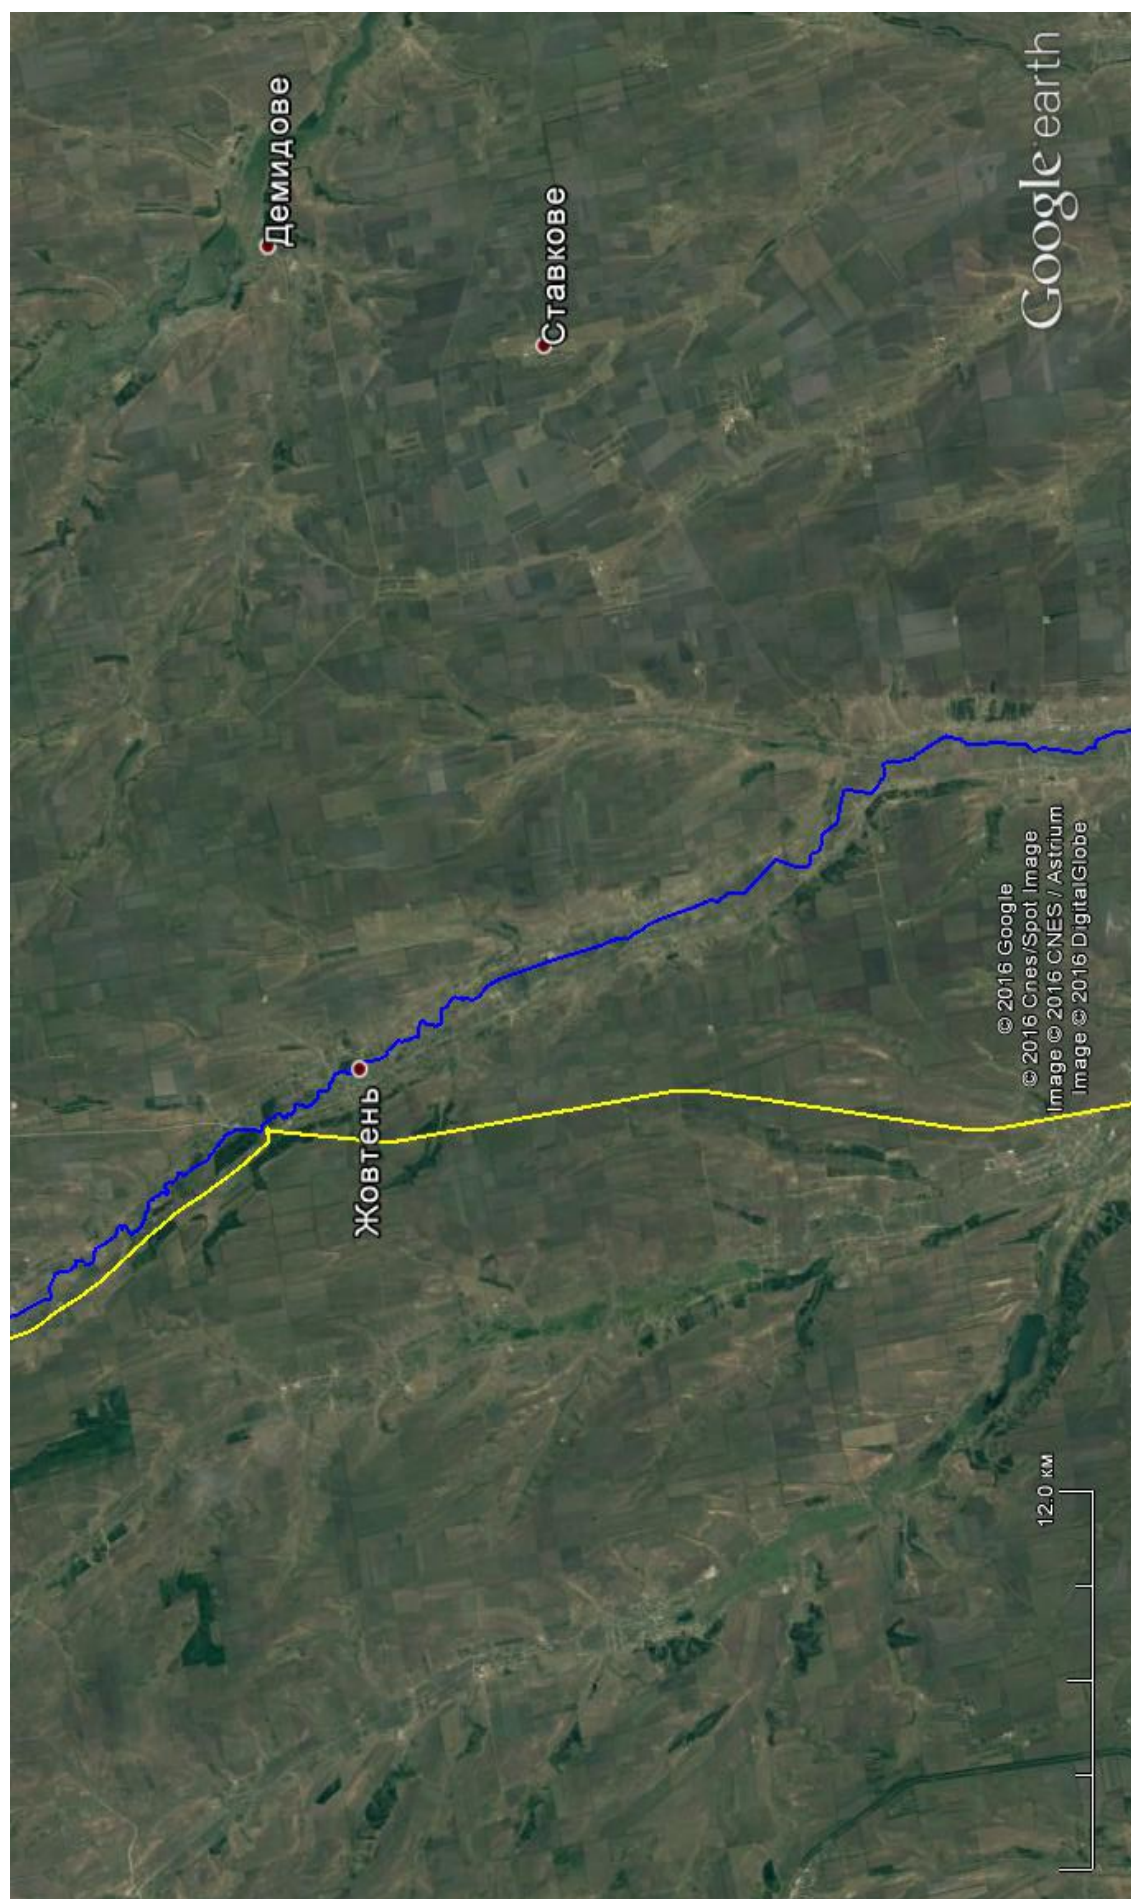 Демидове
Ставкове
Жовтень
Google earth
© 2016 Google
© 2016 Cnes/Spot Image
Image © 2016 CNES / Astrium
Image © 2016 DigitalGlobe
12.0 км